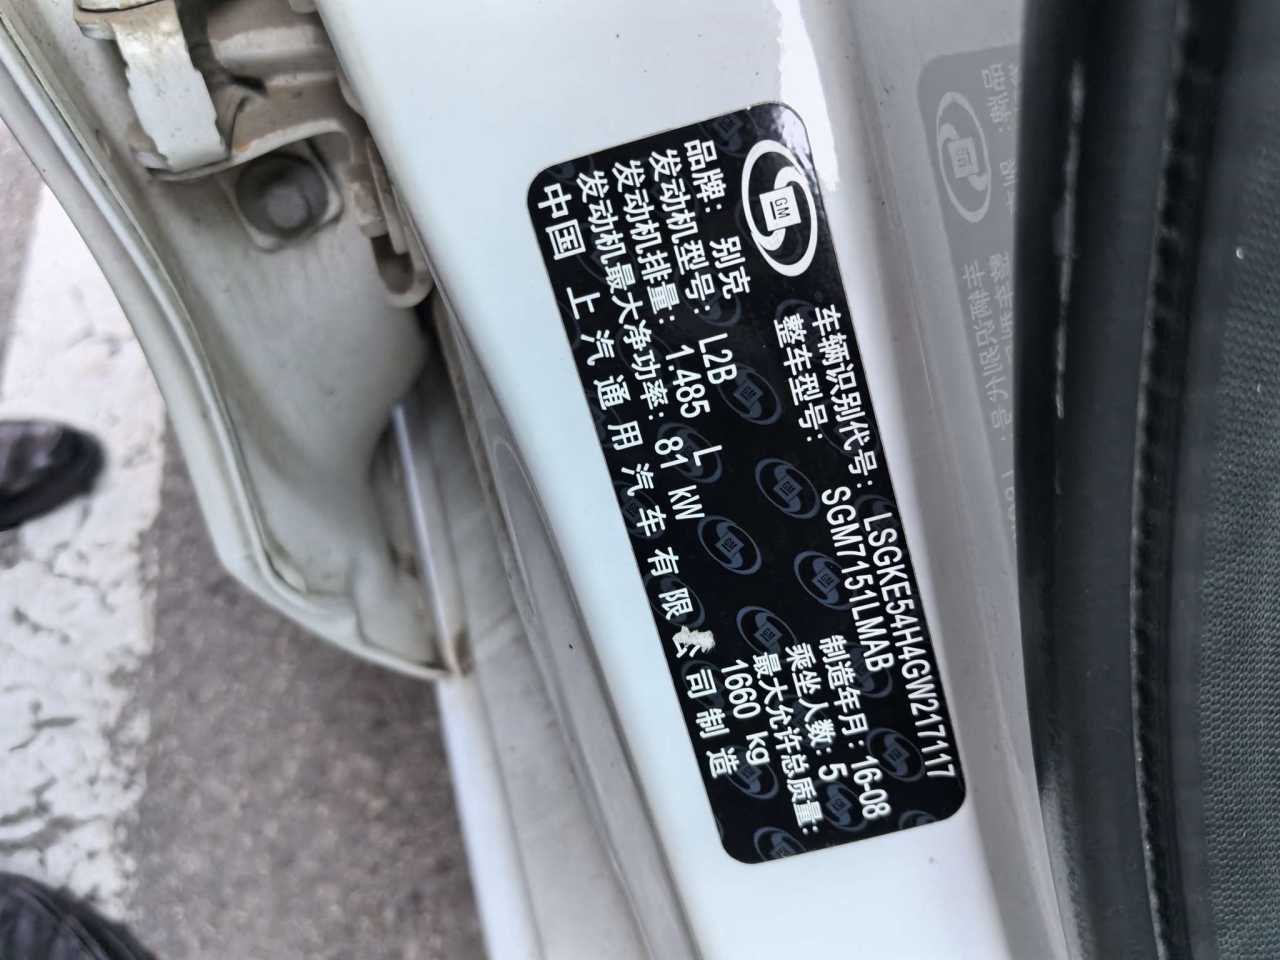 GM
车辆识别代号: LSGKE54H4GW217117
整车型号: SGM7151LMAB
品牌: 别克
制造年月: 16-08
发动机型号: L2B
乘坐人数: 5
发动机排量: 1.485 L
最大允许总质量:
发动机最大净功率: 81 kW
1660 kg
中国 上汽通用汽车有限公司制造